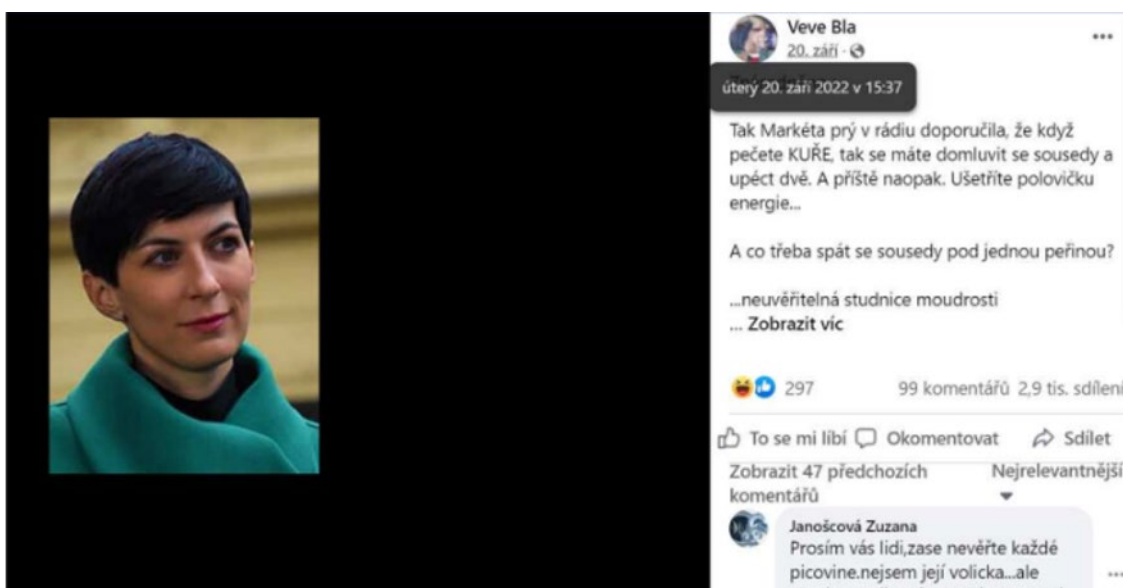 Veve Bla
20. září
úterý 20. září 2022 v 15:37
Tak Markéta prý v rádiu doporučila, že když
pečete KUŘE, tak se máte domluvit se sousedy a
upéct dvě. A příště naopak. Ušetříte polovičku
energie...
A co třeba spát se sousedy pod jednou peřinou?
...neuvěřitelná studnice moudrosti
... Zobrazit víc
297 99 komentářů 2,9 tis. sdílení
To se mi líbí Okomentovat Sdílet
Zobrazit 47 předchozích Nejrelevantnější
komentářů
Janoščová Zuzana
Prosím vás lidi,zase nevěřte každé
picovine.nejsem její volicka...ale